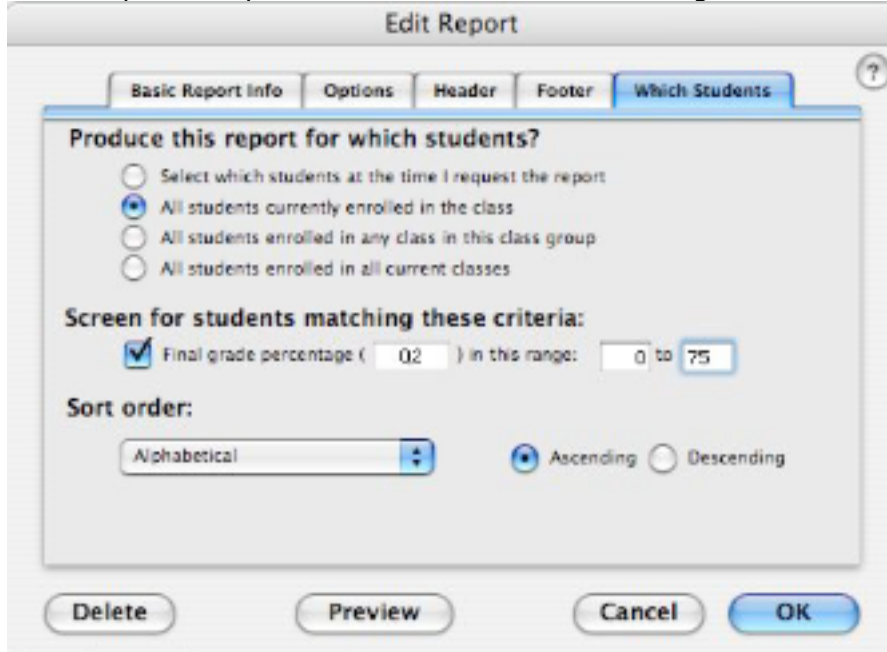 Edit Report
?
Basic Report Info Options Header Footer Which Students
Produce this report for which students?
Select which students at the time I request the report
All students currently enrolled in the class
All students enrolled in any class in this class group
All students enrolled in all current classes
Screen for students matching these criteria:
Final grade percentage ( Q2 ) in this range: 0 to 75
Sort order:
Alphabetical Ascending Descending
Delete Preview Cancel OK